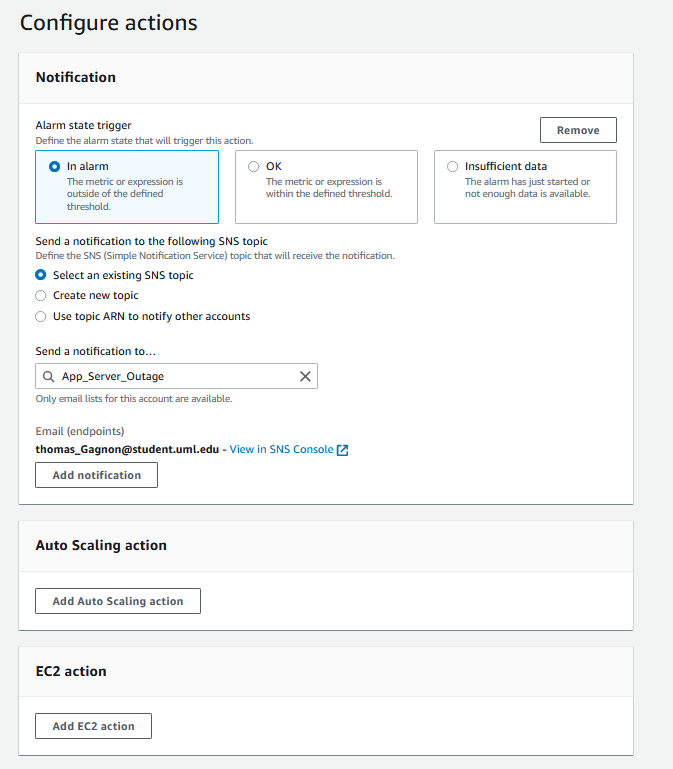 Configure actions
Notification
Alarm state trigger
Define the alarm state that will trigger this action.
Remove
In alarm
The metric or expression is
outside of the defined
threshold.
OK
The metric or expression is
within the defined threshold.
Insufficient data
The alarm has just started or
not enough data is available.
Send a notification to the following SNS topic
Define the SNS (Simple Notification Service) topic that will receive the notification.
Select an existing SNS topic
Create new topic
Use topic ARN to notify other accounts
Send a notification to…
App_Server_Outage
Only email lists for this account are available.
Email (endpoints)
thomas_Gagnon@student.uml.edu - View in SNS Console
Add notification
Auto Scaling action
Add Auto Scaling action
EC2 action
Add EC2 action